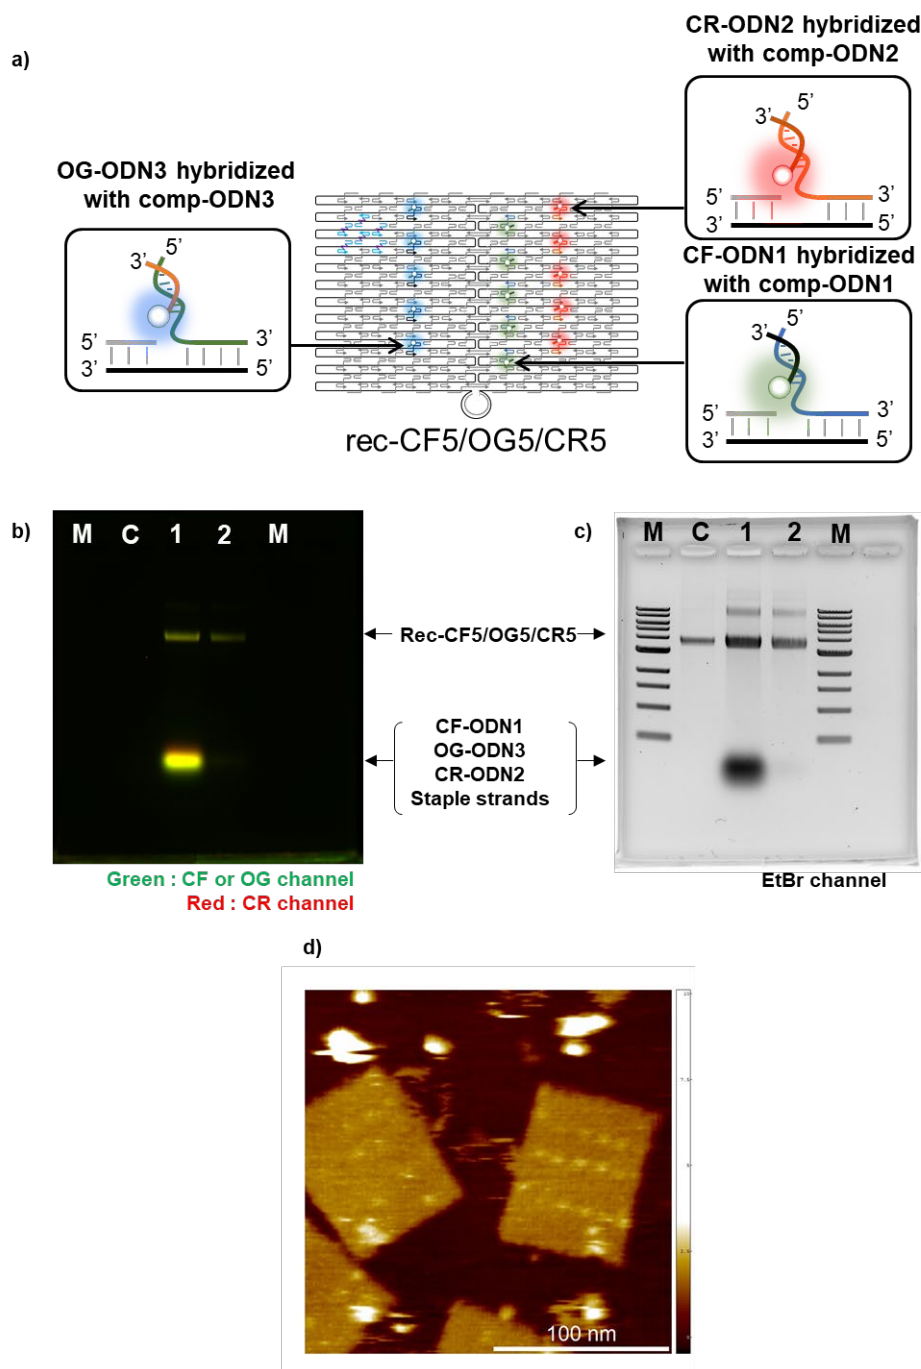 a)
CR-ODN2 hybridized
with comp-ODN2
5’
3’
5’
3’
3’
5’
OG-ODN3 hybridized
with comp-ODN3
5’
3’
5’
3’
3’
5’
CF-ODN1 hybridized
with comp-ODN1
5’
3’
5’
3’
3’
5’
rec-CF5/OG5/CR5
b)
M C 1 2 M
c)
M C 1 2 M
Rec-CF5/OG5/CR5
CF-ODN1
OG-ODN3
CR-ODN2
Staple strands
Green : CF or OG channel
Red : CR channel
EtBr channel
d)
100 nm